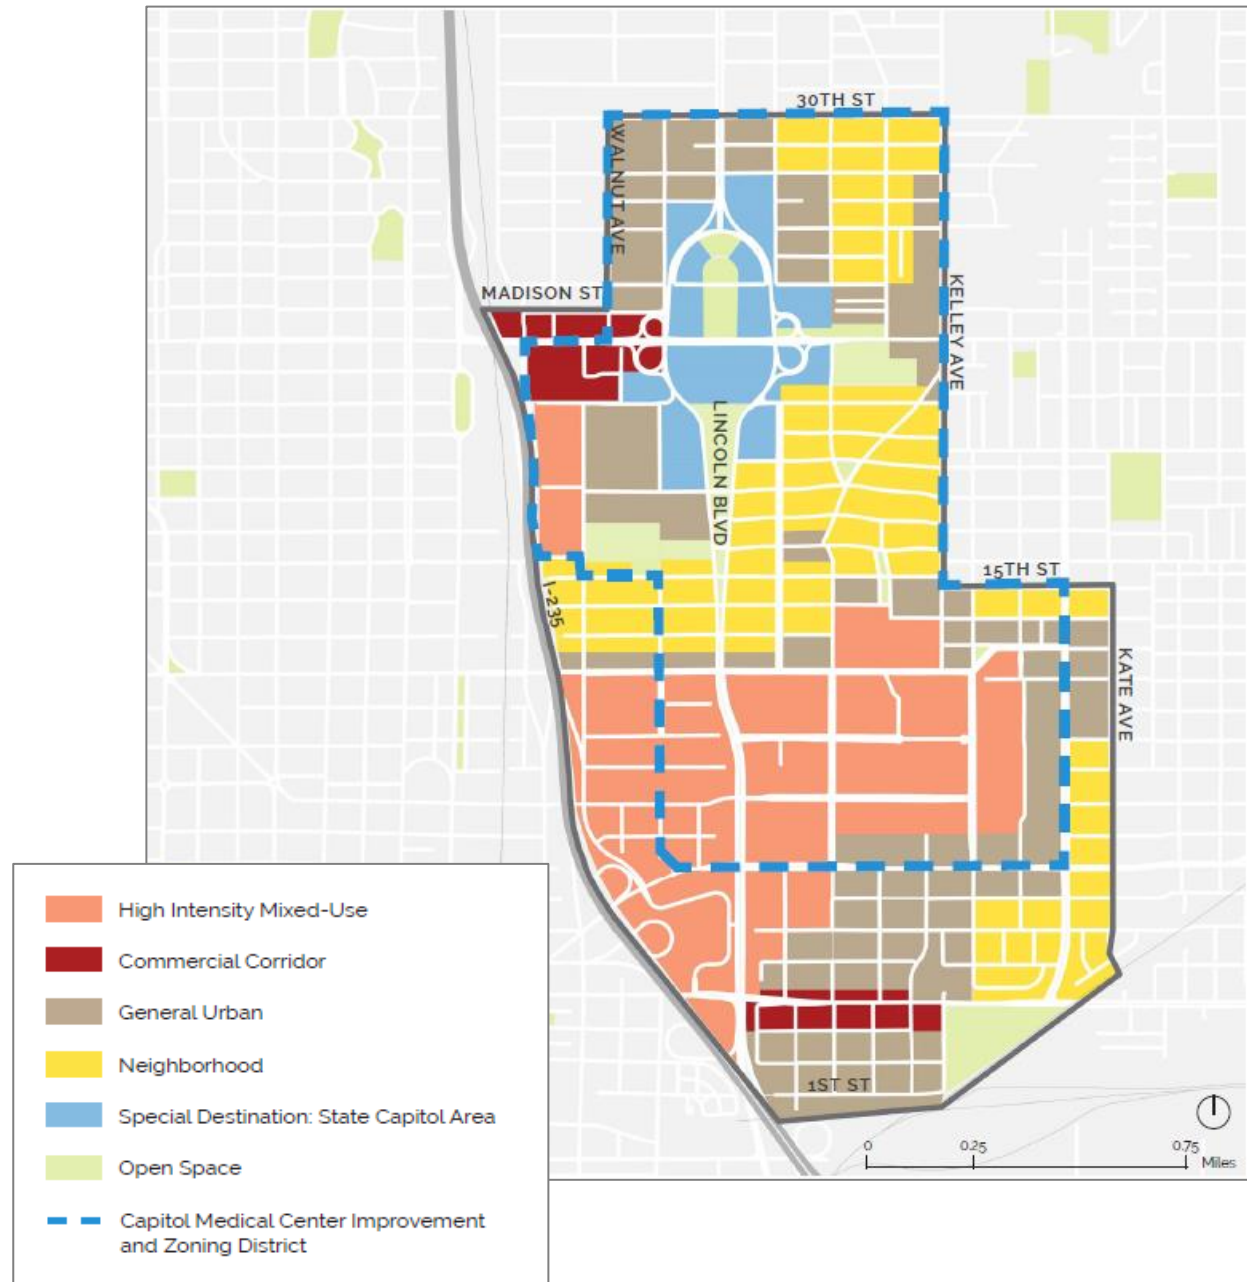 30TH ST
WALNUT AVE
MADISON ST
KELLEY AVE
LINCOLN BLVD
15TH ST
I-235
KATE AVE
1ST ST
0 0.25 0.75
Miles
High Intensity Mixed-Use
Commercial Corridor
General Urban
Neighborhood
Special Destination: State Capitol Area
Open Space
Capitol Medical Center Improvement
and Zoning District